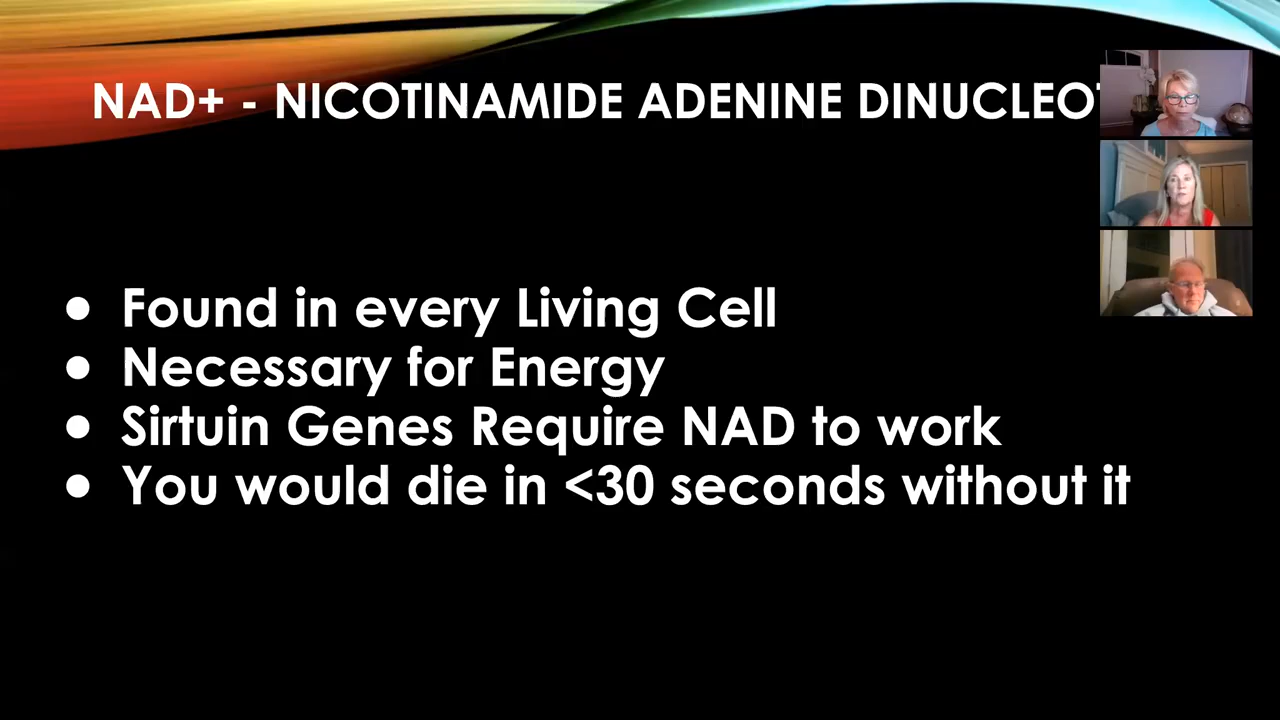 NAD+ - NICOTINAMIDE ADENINE
● Found in every Living Cell
● Necessary for Energy
● Sirtuin Genes Require NAD to work
● You would die in <30 seconds without it